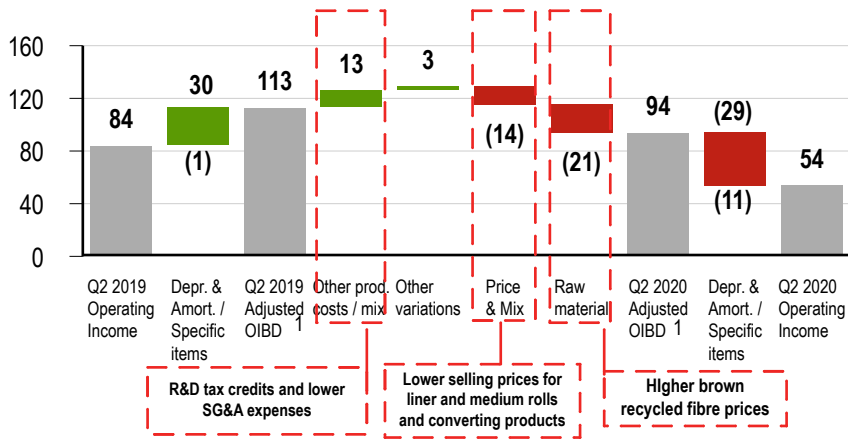 160
120
80
40
0
84
30
(1)
113
13
3
(14)
(21)
94
(29)
(11)
54
Q2 2019
Operating
Income
Depr. &
Amort. /
Specific
items
Q2 2019
Adjusted
OIBD 1
Other prod.
costs / mix
Other
variations
Price
& Mix
Raw
material
Q2 2020
Adjusted
OIBD 1
Depr. &
Amort. /
Specific
items
Q2 2020
Operating
Income
R&D tax credits and lower
SG&A expenses
Lower selling prices for
liner and medium rolls
and converting products
HIgher brown
recycled fibre prices